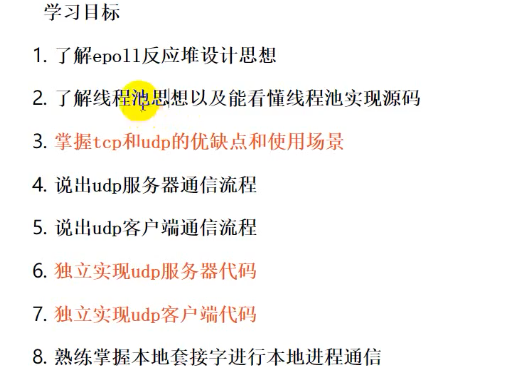 学习目标
1. 了解epoll反应堆设计思想
2. 了解线程池思想以及能看懂线程池实现源码
3. 掌握tcp和udp的优缺点和使用场景
4. 说出udp服务器通信流程
5. 说出udp客户端通信流程
6. 独立实现udp服务器代码
7. 独立实现udp客户端代码
8. 熟练掌握本地套接字进行本地进程通信